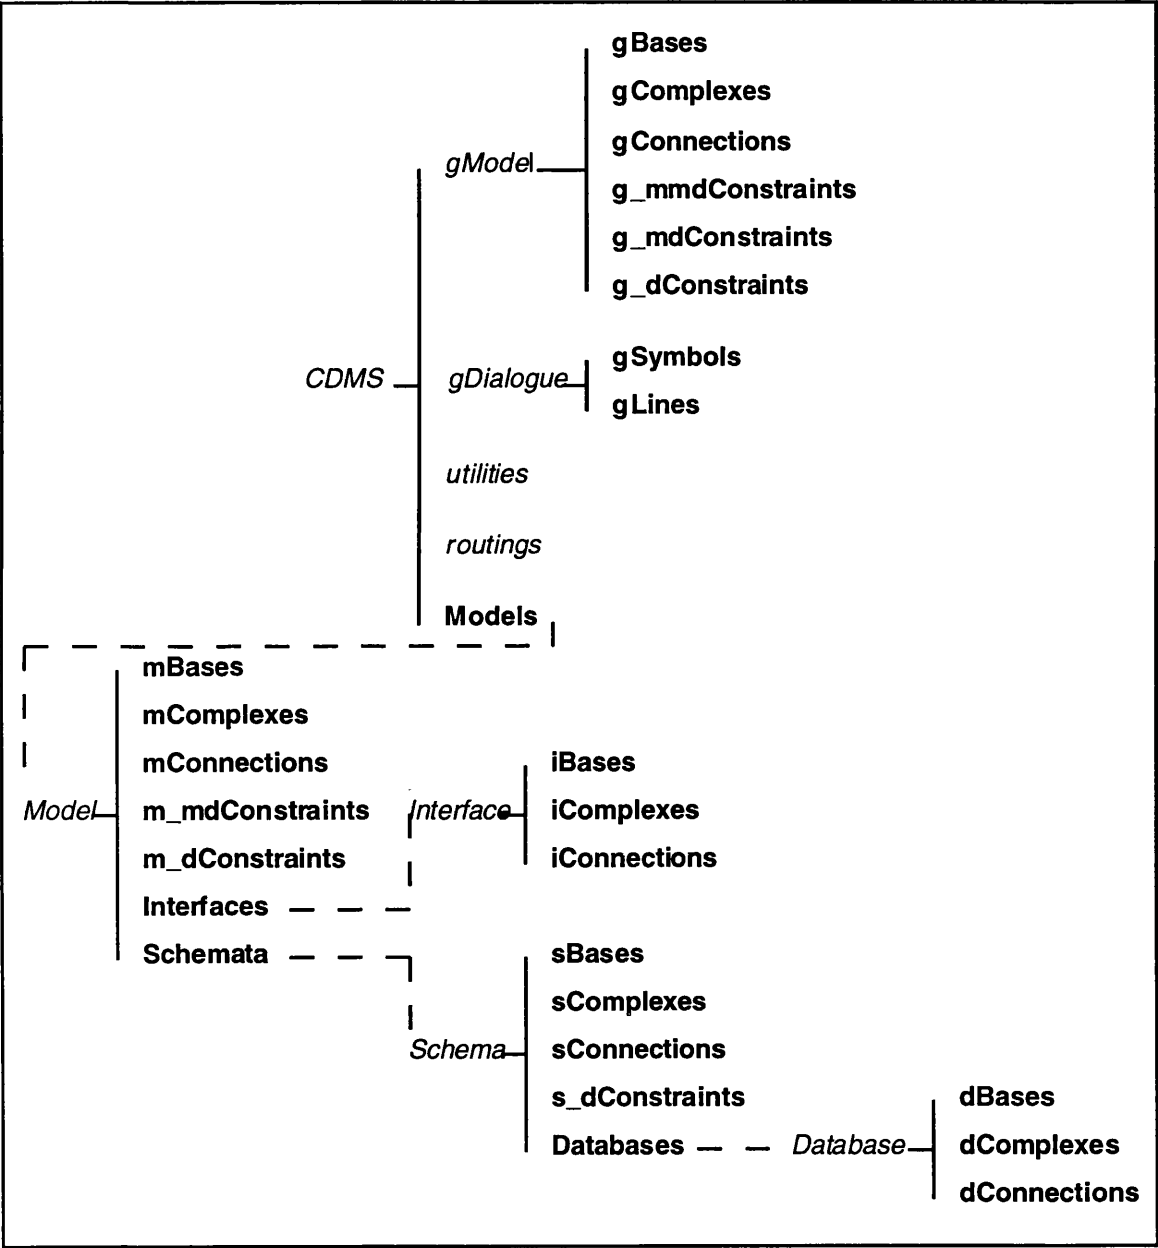 gBases
gComplexes
gConnections
gModel
g_mmdConstraints
g_mdConstraints
g_dConstraints
gSymbols
CDMS
gDialogue
gLines
utilities
routings
Models
mBases
mComplexes
mConnections
iBases
Model
m_mdConstraints
Interface
iComplexes
m_dConstraints
iConnections
Interfaces
Schemata
sBases
sComplexes
Schema
sConnections
s_dConstraints
dBases
Databases
Database
dComplexes
dConnections